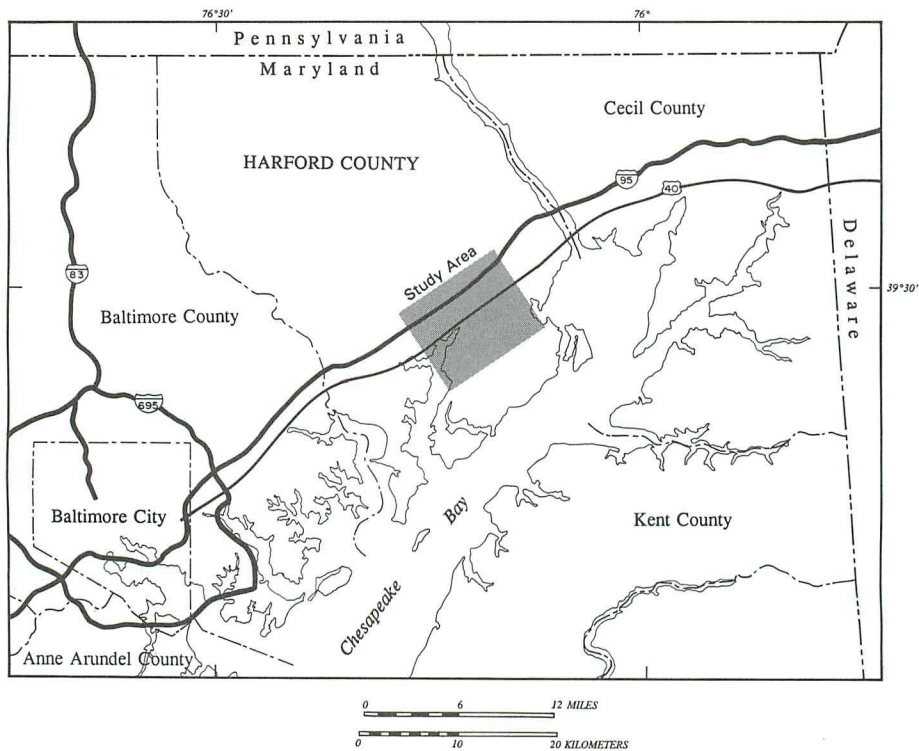 76°30'
76°
Pennsylvania
Maryland
Cecil County
HARFORD COUNTY
95
40
Study Area
Delaware
83
39°30'
Baltimore County
695
Baltimore City
Bay
Kent County
Chesapeake
Anne Arundel County
0 6 12 MILES
0 10 20 KILOMETERS